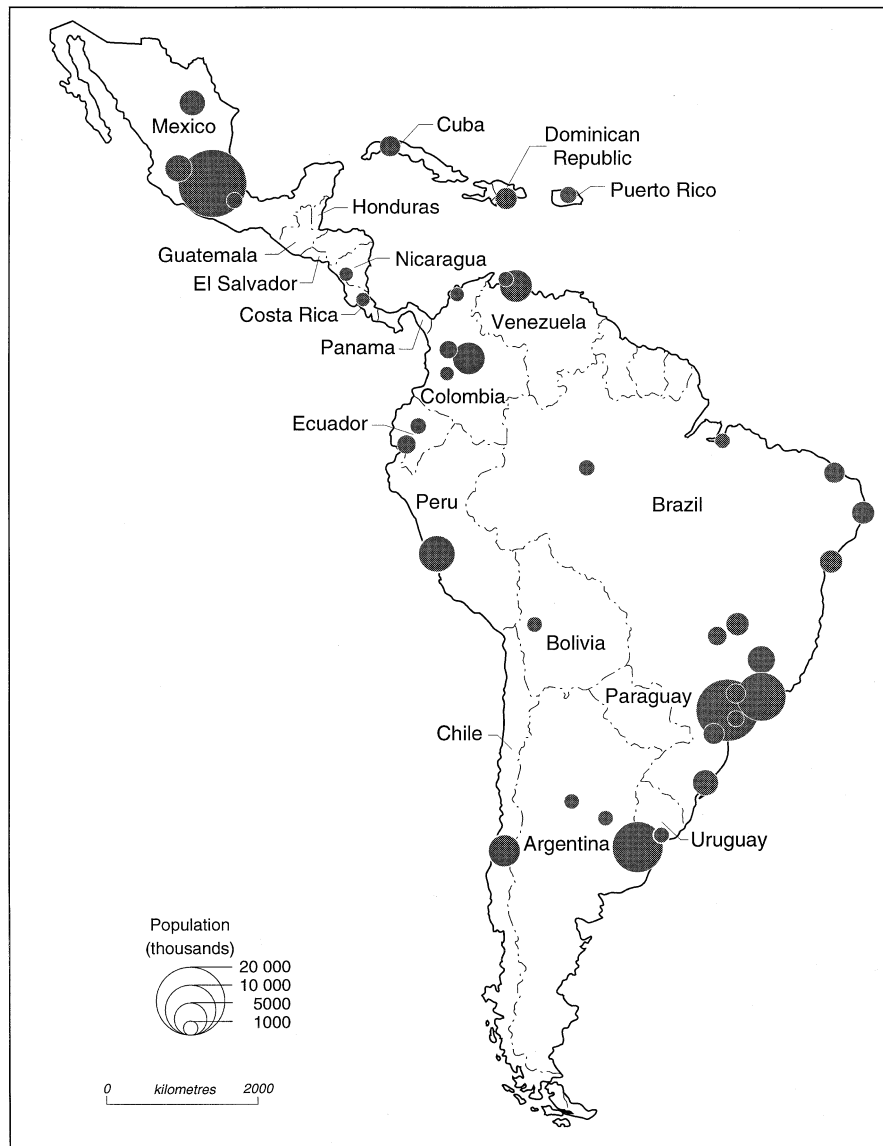 Mexico
Cuba
Dominican
Republic
Puerto Rico
Honduras
Guatemala
Nicaragua
El Salvador
Costa Rica
Panama
Venezuela
Colombia
Ecuador
Peru
Brazil
Bolivia
Paraguay
Chile
Argentina
Uruguay
Population
(thousands)
20 000
10 000
5000
1000
0 kilometres 2000